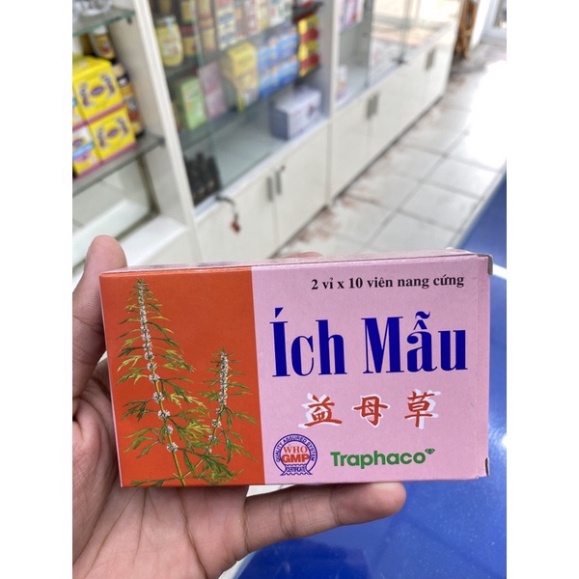 2 vỉ x 10 viên nang cứng
Ích Mẫu
益母草
WHO
GMP
Traphaco